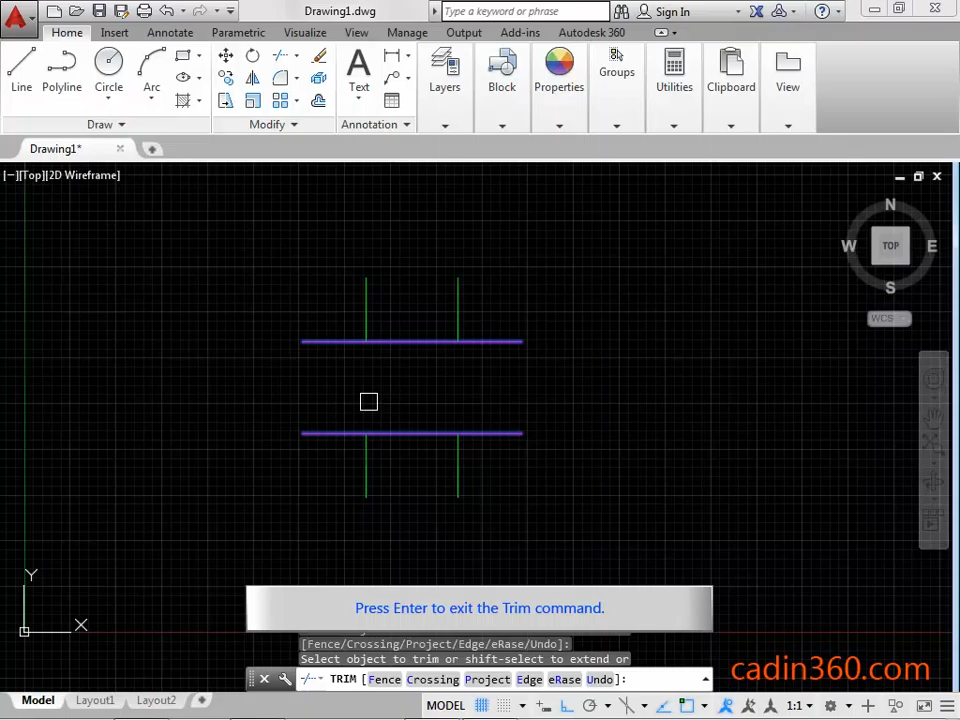 Drawing1.dwg
Type a keyword or phrase
Sign In
Home Insert Annotate Parametric Visualize View Manage Output Add-ins Autodesk 360
Line Polyline Circle Arc Text Layers Block Properties Groups Utilities Clipboard View
Draw Modify Annotation
Drawing1*
[−][Top][2D Wireframe]
N
W TOP E
S
WCS
Y
X
Press Enter to exit the Trim command.
[Fence/Crossing/Project/Edge/eRase/Undo]:
Select object to trim or shift-select to extend or
TRIM [Fence Crossing Project Edge eRase Undo]:
cadin360.com
Model Layout1 Layout2 MODEL 1:1